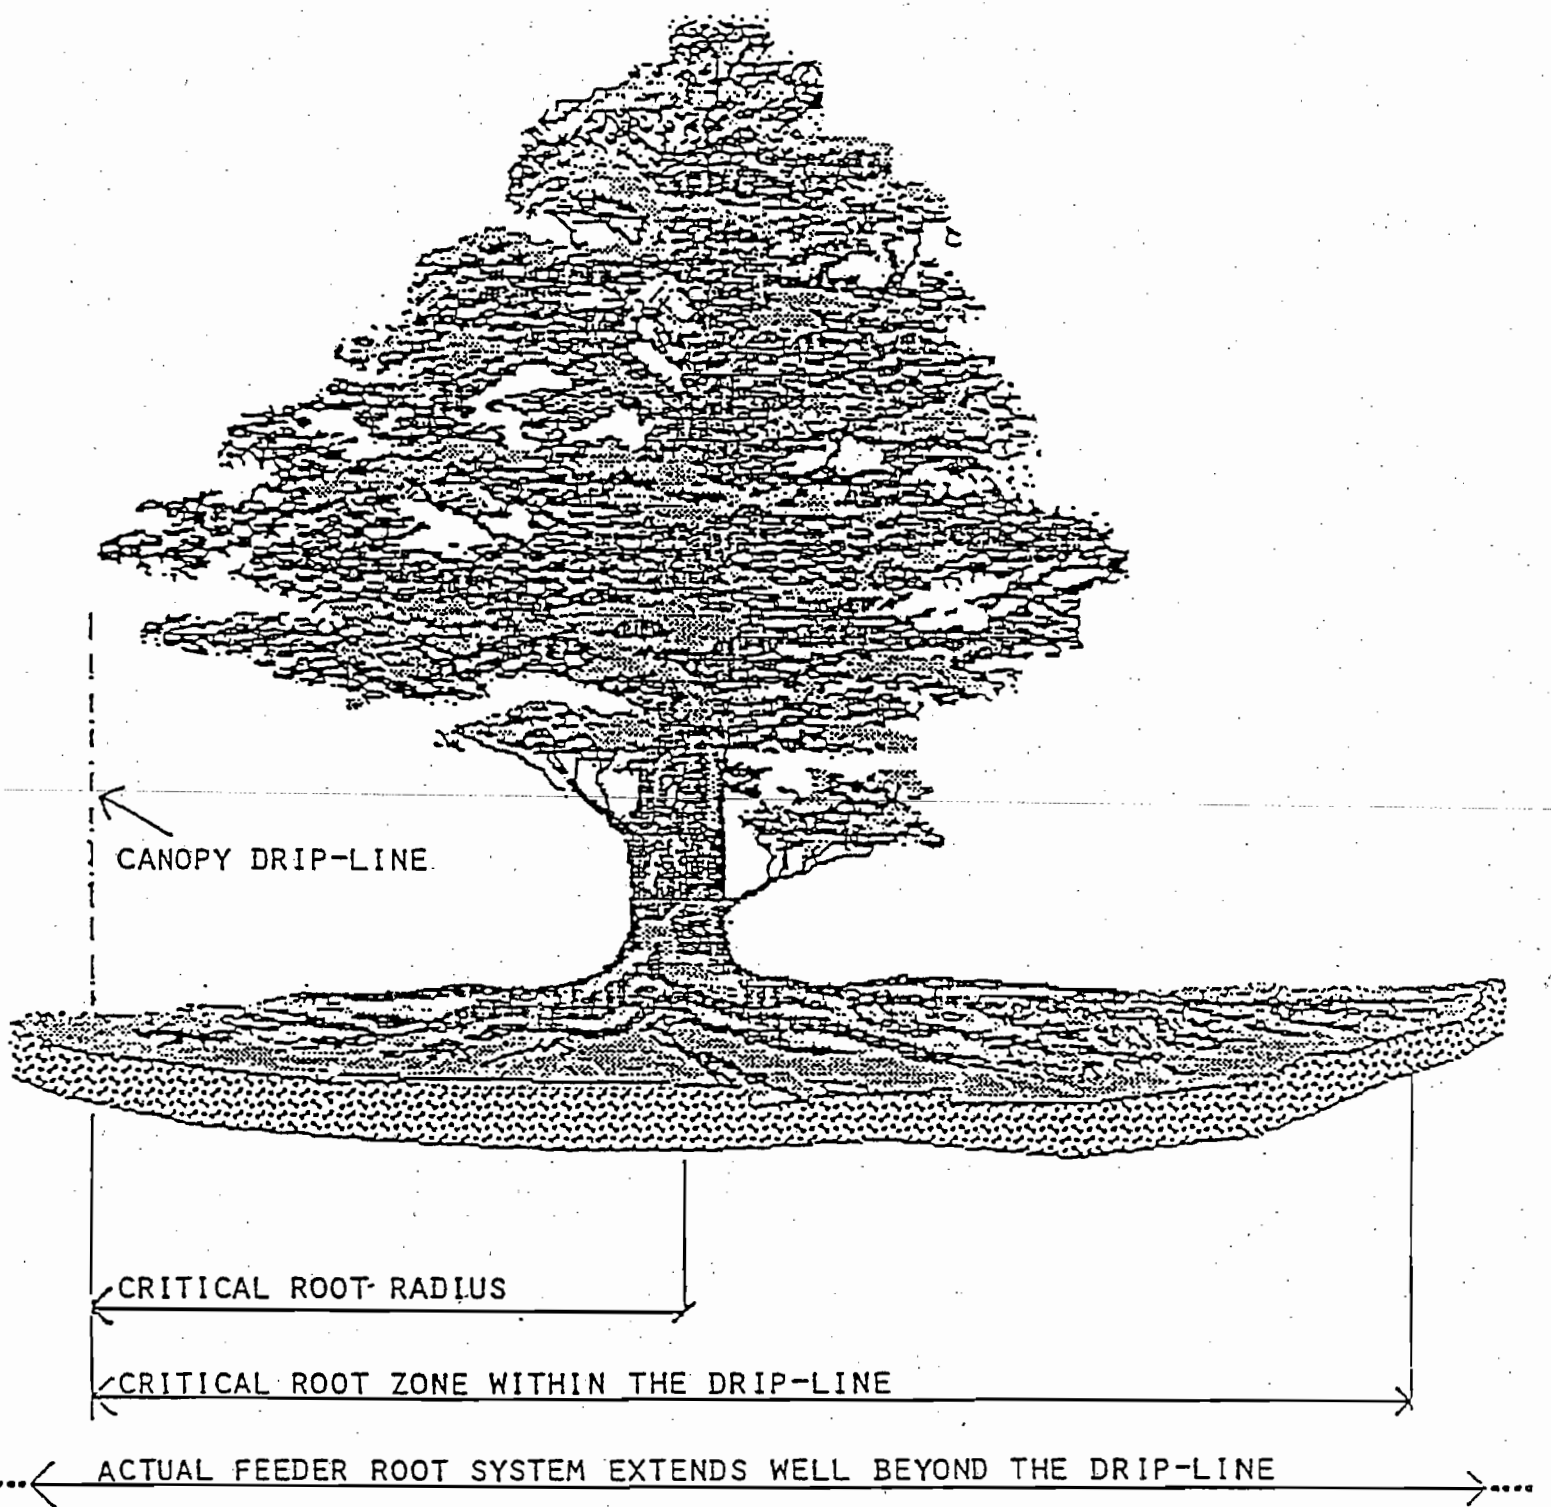 CANOPY DRIP-LINE
CRITICAL ROOT RADIUS
CRITICAL ROOT ZONE WITHIN THE DRIP-LINE
ACTUAL FEEDER ROOT SYSTEM EXTENDS WELL BEYOND THE DRIP-LINE